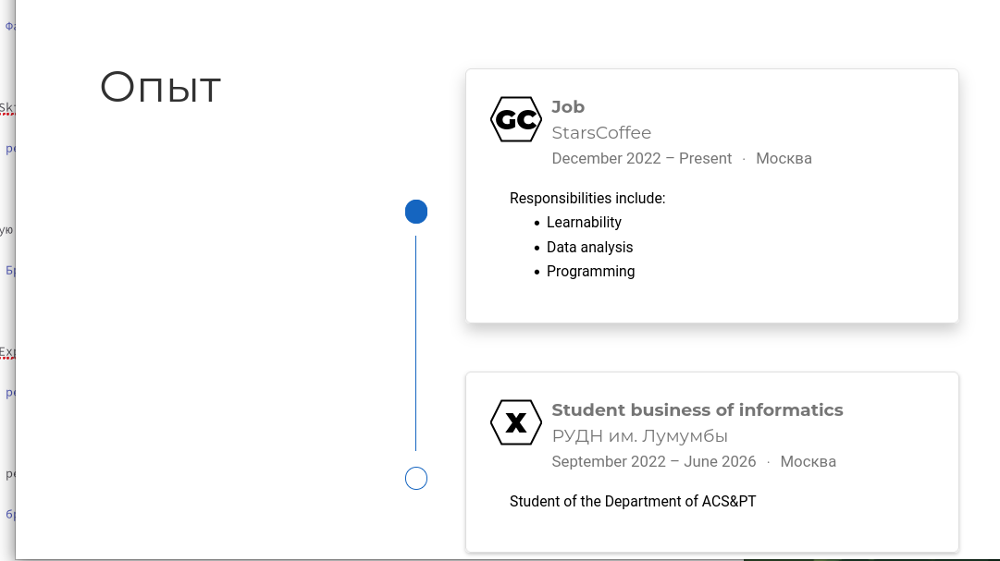 Опыт
GC
Job
StarsCoffee
December 2022 – Present · Москва
Responsibilities include:
• Learnability
• Data analysis
• Programming
X
Student business of informatics
РУДН им. Лумумбы
September 2022 – June 2026 · Москва
Student of the Department of ACS&PT